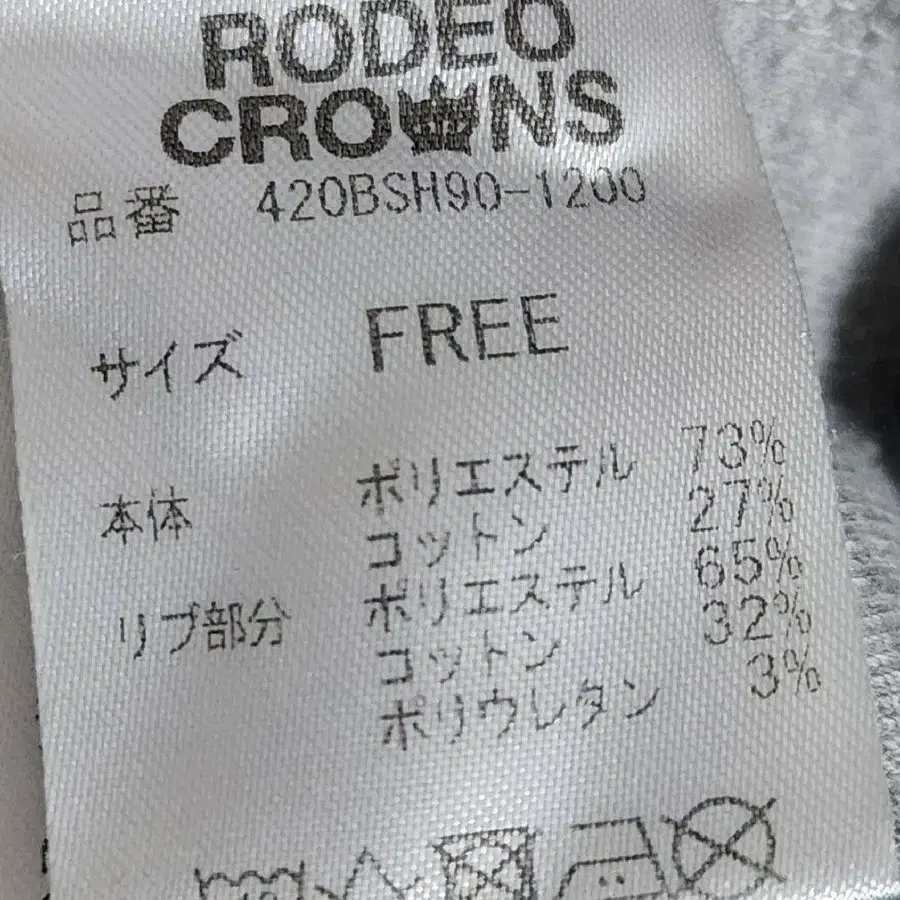 RODEO
CROWNS
品番 420BSH90-1200
サイズ FREE
本体 ポリエステル 73%
コットン 27%
リブ部分 ポリエステル 65%
コットン 32%
ポリウレタン 3%